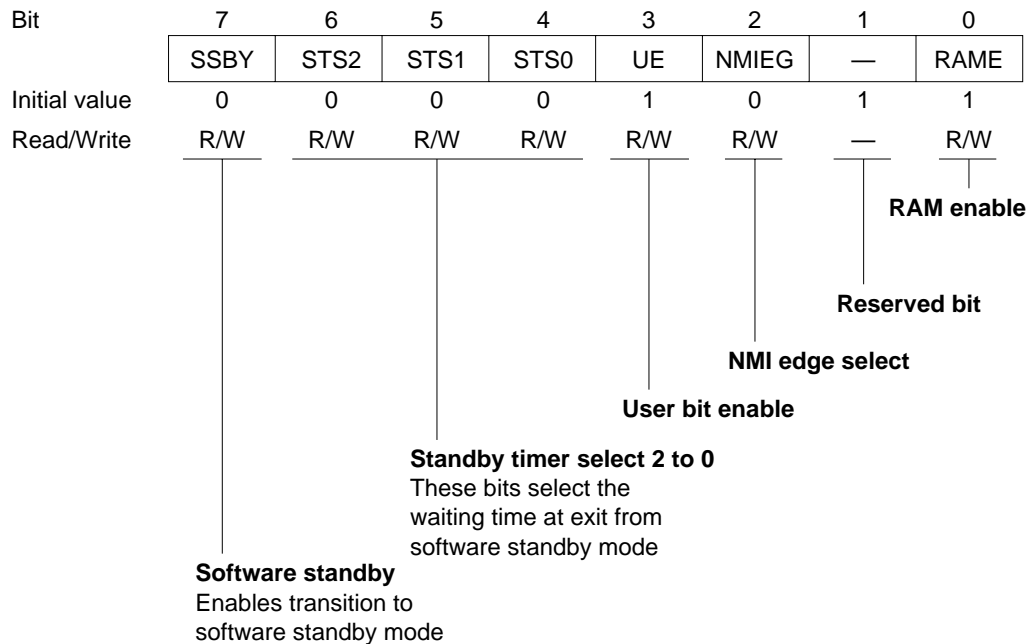 Bit 7 6 5 4 3 2 1 0
SSBY STS2 STS1 STS0 UE NMIEG — RAME
Initial value 0 0 0 0 1 0 1 1
Read/Write R/W R/W R/W R/W R/W R/W — R/W
RAM enable
Reserved bit
NMI edge select
User bit enable
Standby timer select 2 to 0
These bits select the
waiting time at exit from
software standby mode
Software standby
Enables transition to
software standby mode